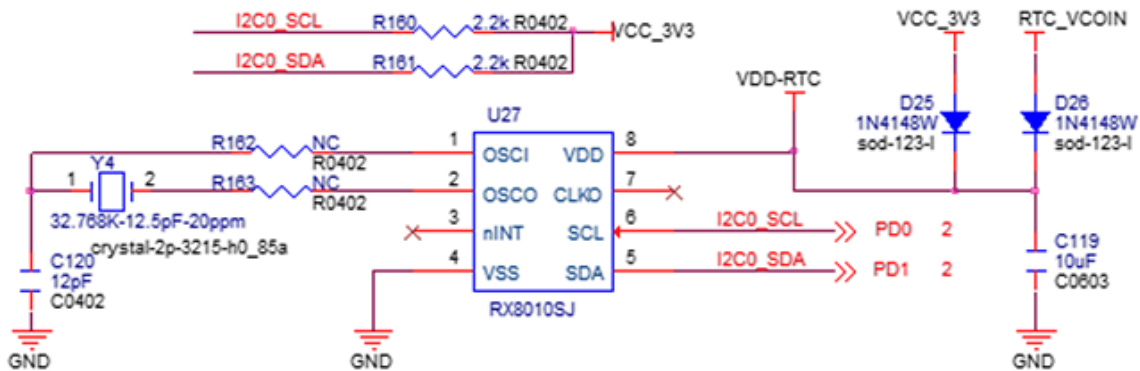 I2C0_SCL R160 2.2k R0402 VCC_3V3
I2C0_SDA R161 2.2k R0402
VCC_3V3 RTC_VCOIN
VDD-RTC
D25
1N4148W
sod-123-l
D26
1N4148W
sod-123-l
U27
1 OSCI VDD 8
2 OSCO CLKO 7
3 nINT SCL 6
4 VSS SDA 5
RX8010SJ
R162 NC
R0402
R163 NC
R0402
Y4
1 2
32.768K-12.5pF-20ppm
crystal-2p-3215-h0_85a
C120
12pF
C0402
GND
GND
I2C0_SCL PD0 2
I2C0_SDA PD1 2
C119
10uF
C0603
GND